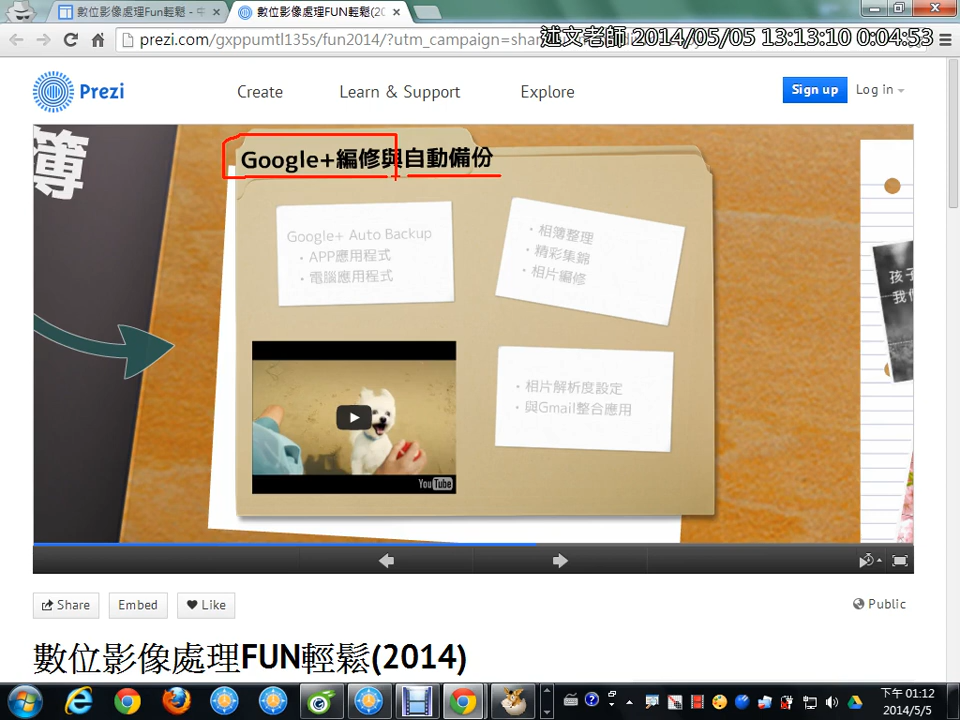 數位影像處理Fun輕鬆 - 中
數位影像處理FUN輕鬆(20
prezi.com/gxppumtl135s/fun2014/?utm_campaign=shar
述文老師 2014/05/05 13:13:10 0:04:53
Prezi
Create
Learn & Support
Explore
Sign up
Log in
簿
Google+編修與自動備份
Google+ Auto Backup
・APP應用程式
・電腦應用程式
・相簿整理
・精彩集錦
・相片編修
YouTube
・相片解析度設定
・與Gmail整合應用
孩子
我們
Share
Embed
Like
Public
數位影像處理FUN輕鬆(2014)
下午 01:12
2014/5/5